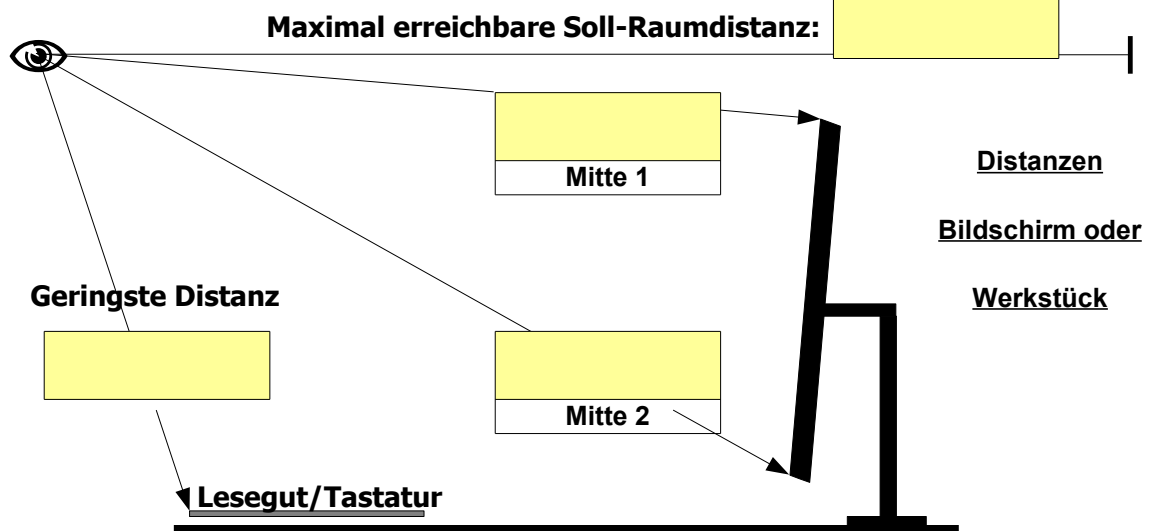 Maximal erreichbare Soll-Raumdistanz:
Mitte 1
Distanzen
Bildschirm oder
Werkstück
Geringste Distanz
Mitte 2
Lesegut/Tastatur